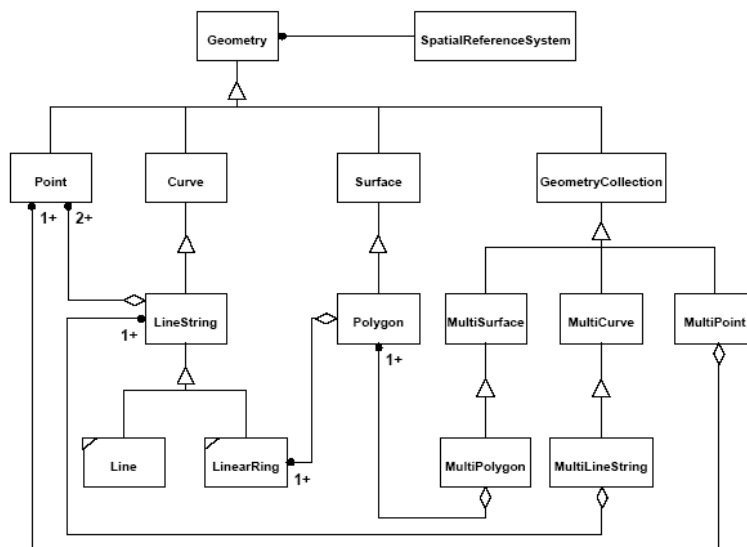 Geometry
SpatialReferenceSystem
Point
Curve
Surface
GeometryCollection
1+
2+
LineString
1+
Polygon
1+
MultiSurface
MultiCurve
MultiPoint
Line
LinearRing
1+
MultiPolygon
MultiLineString